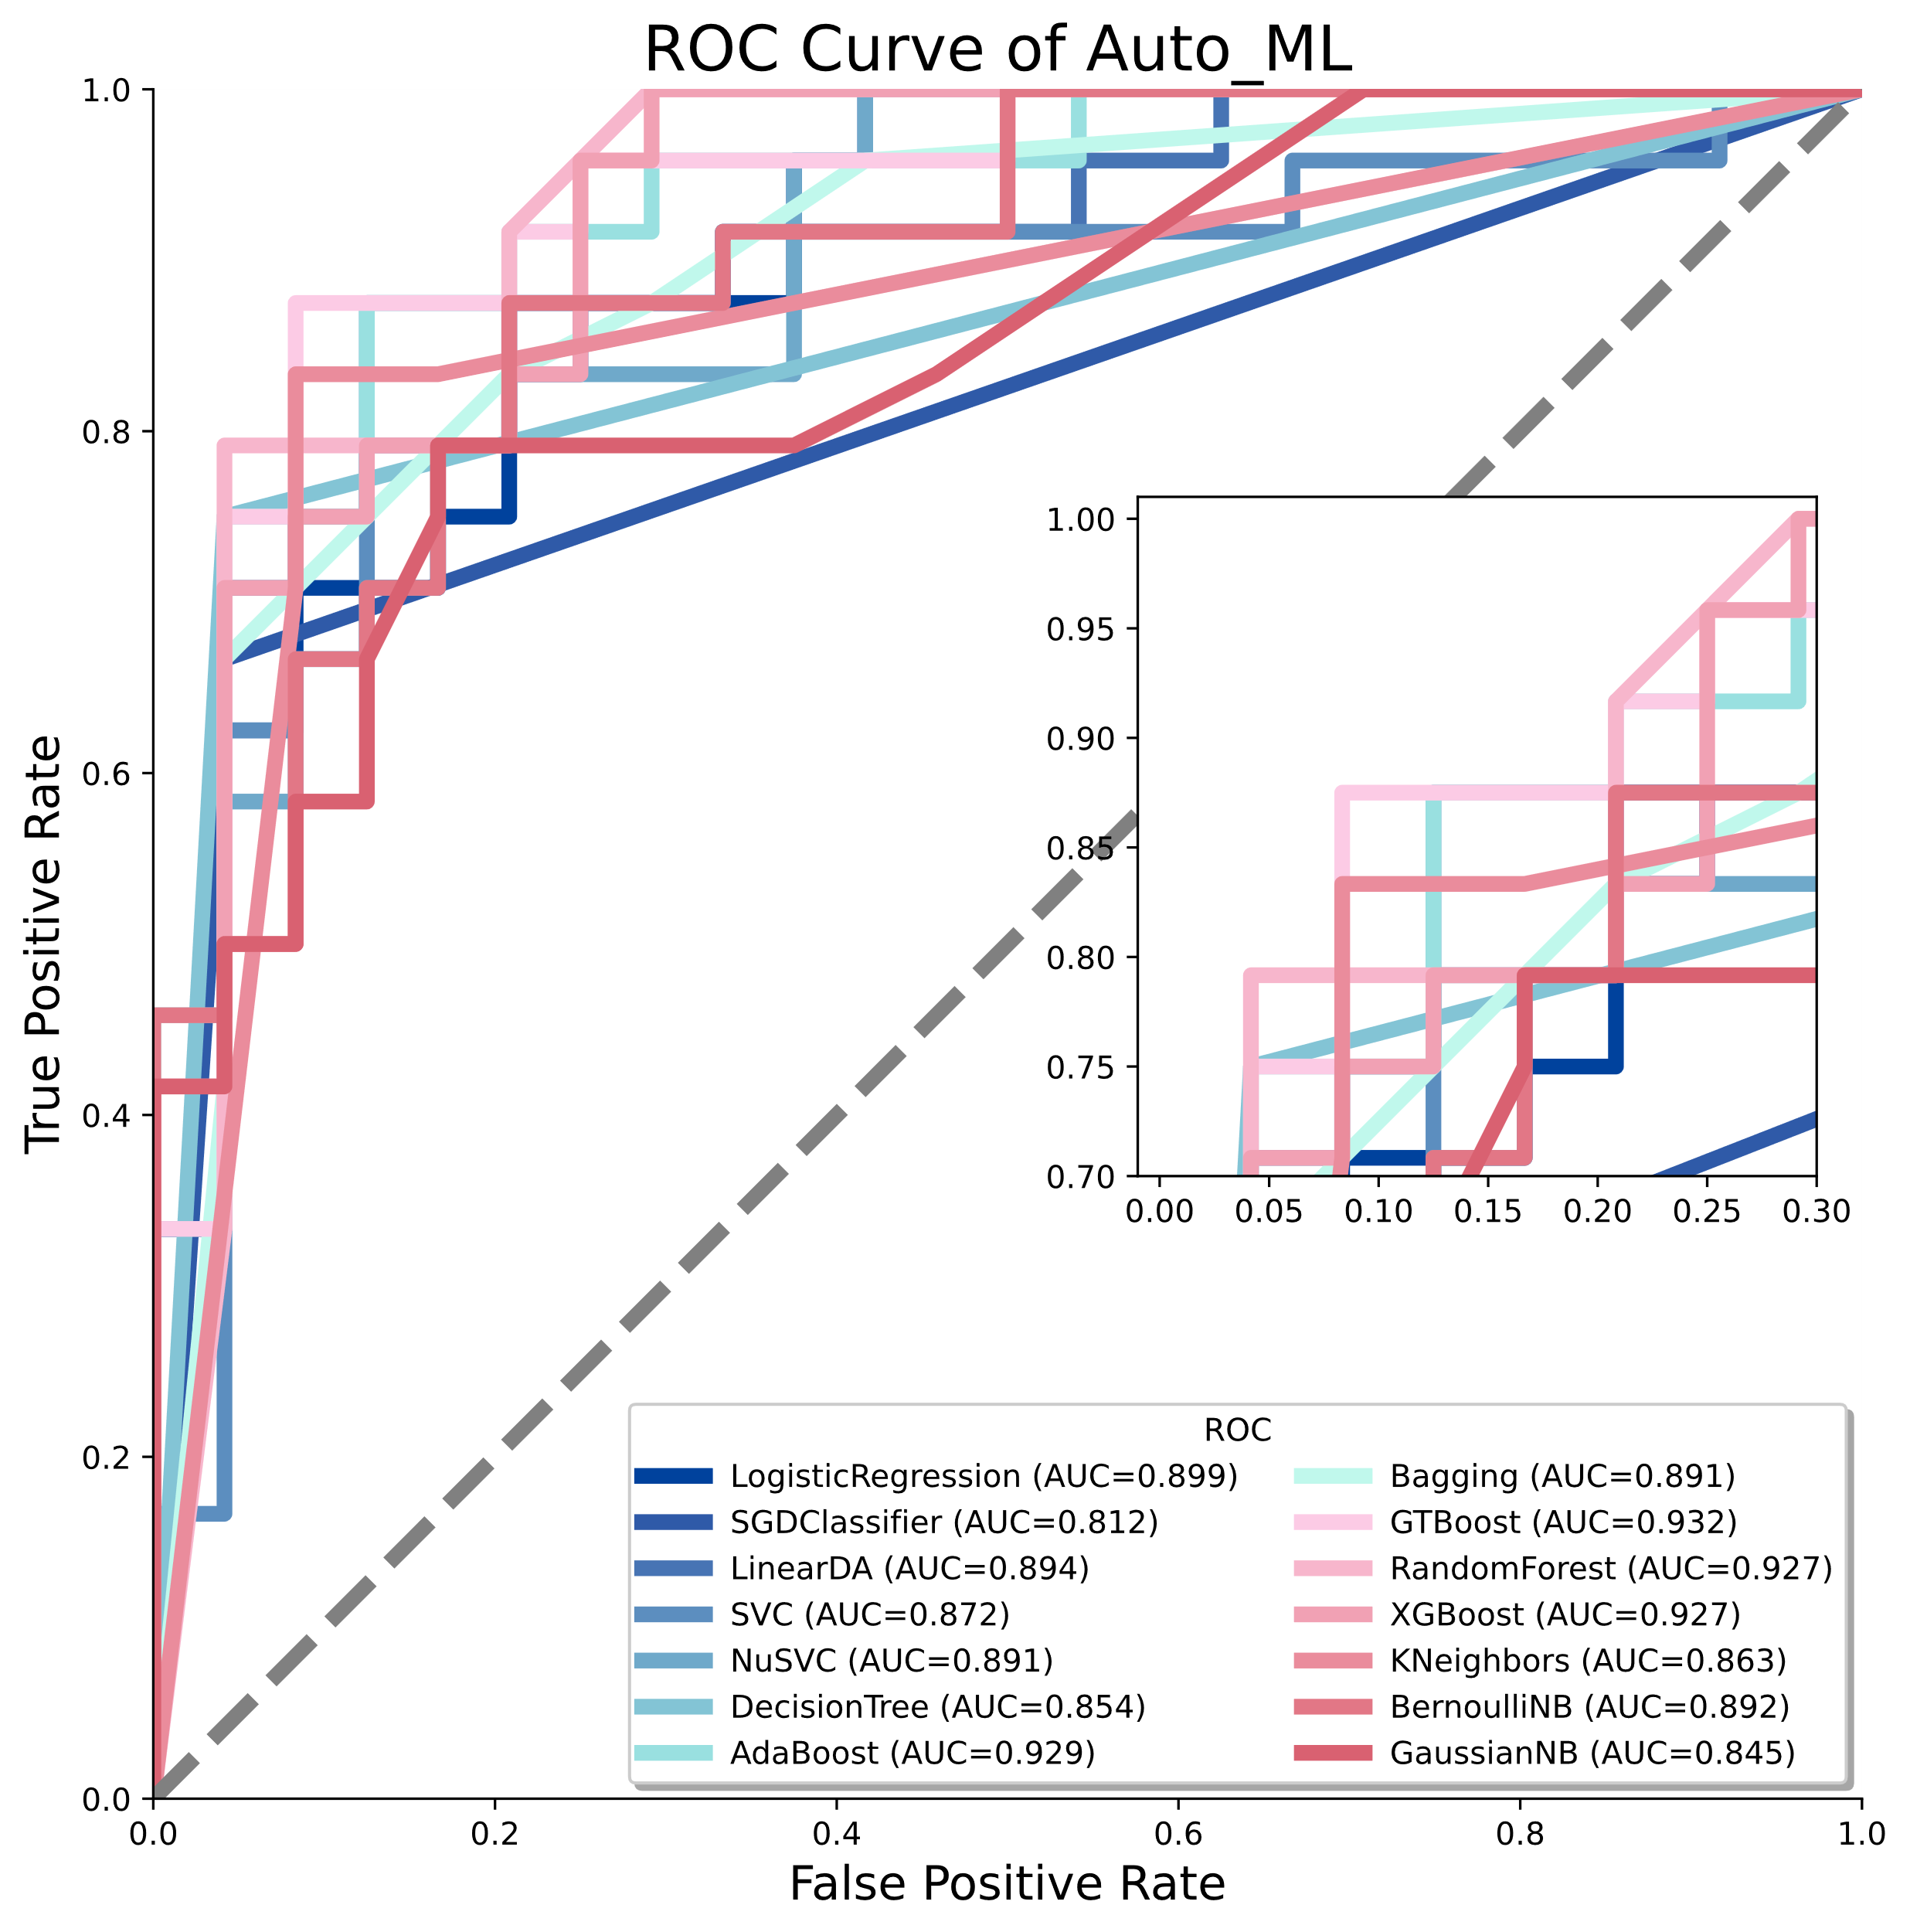 ROC Curve of Auto_ML
1.0
0.8
0.6
0.4
0.2
0.0
True Positive Rate
1.00
0.95
0.90
0.85
0.80
0.75
0.70
0.00 0.05 0.10 0.15 0.20 0.25 0.30
ROC
LogisticRegression (AUC=0.899)
SGDClassifier (AUC=0.812)
LinearDA (AUC=0.894)
SVC (AUC=0.872)
NuSVC (AUC=0.891)
DecisionTree (AUC=0.854)
AdaBoost (AUC=0.929)
Bagging (AUC=0.891)
GTBoost (AUC=0.932)
RandomForest (AUC=0.927)
XGBoost (AUC=0.927)
KNeighbors (AUC=0.863)
BernoulliNB (AUC=0.892)
GaussianNB (AUC=0.845)
0.0 0.2 0.4 0.6 0.8 1.0
False Positive Rate